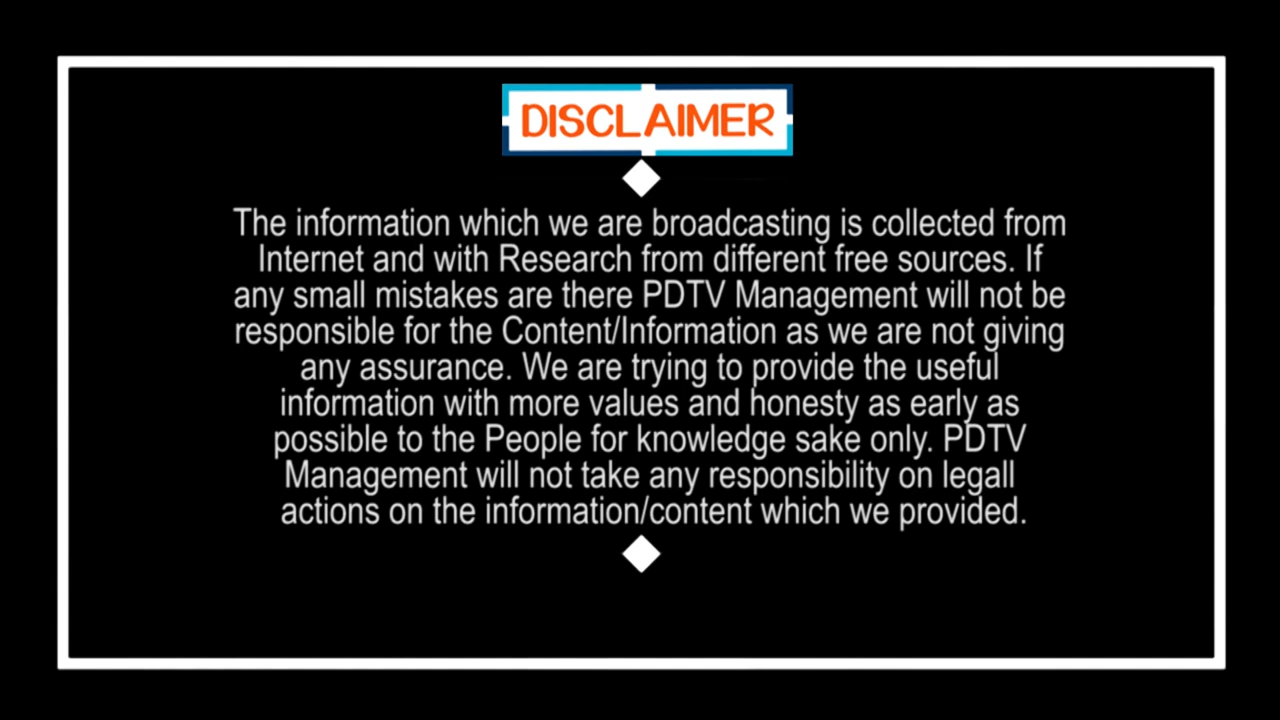 DISCLAIMER
The information which we are broadcasting is collected from
Internet and with Research from different free sources. If
any small mistakes are there PDTV Management will not be
responsible for the Content/Information as we are not giving
any assurance. We are trying to provide the useful
information with more values and honesty as early as
possible to the People for knowledge sake only. PDTV
Management will not take any responsibility on legall
actions on the information/content which we provided.